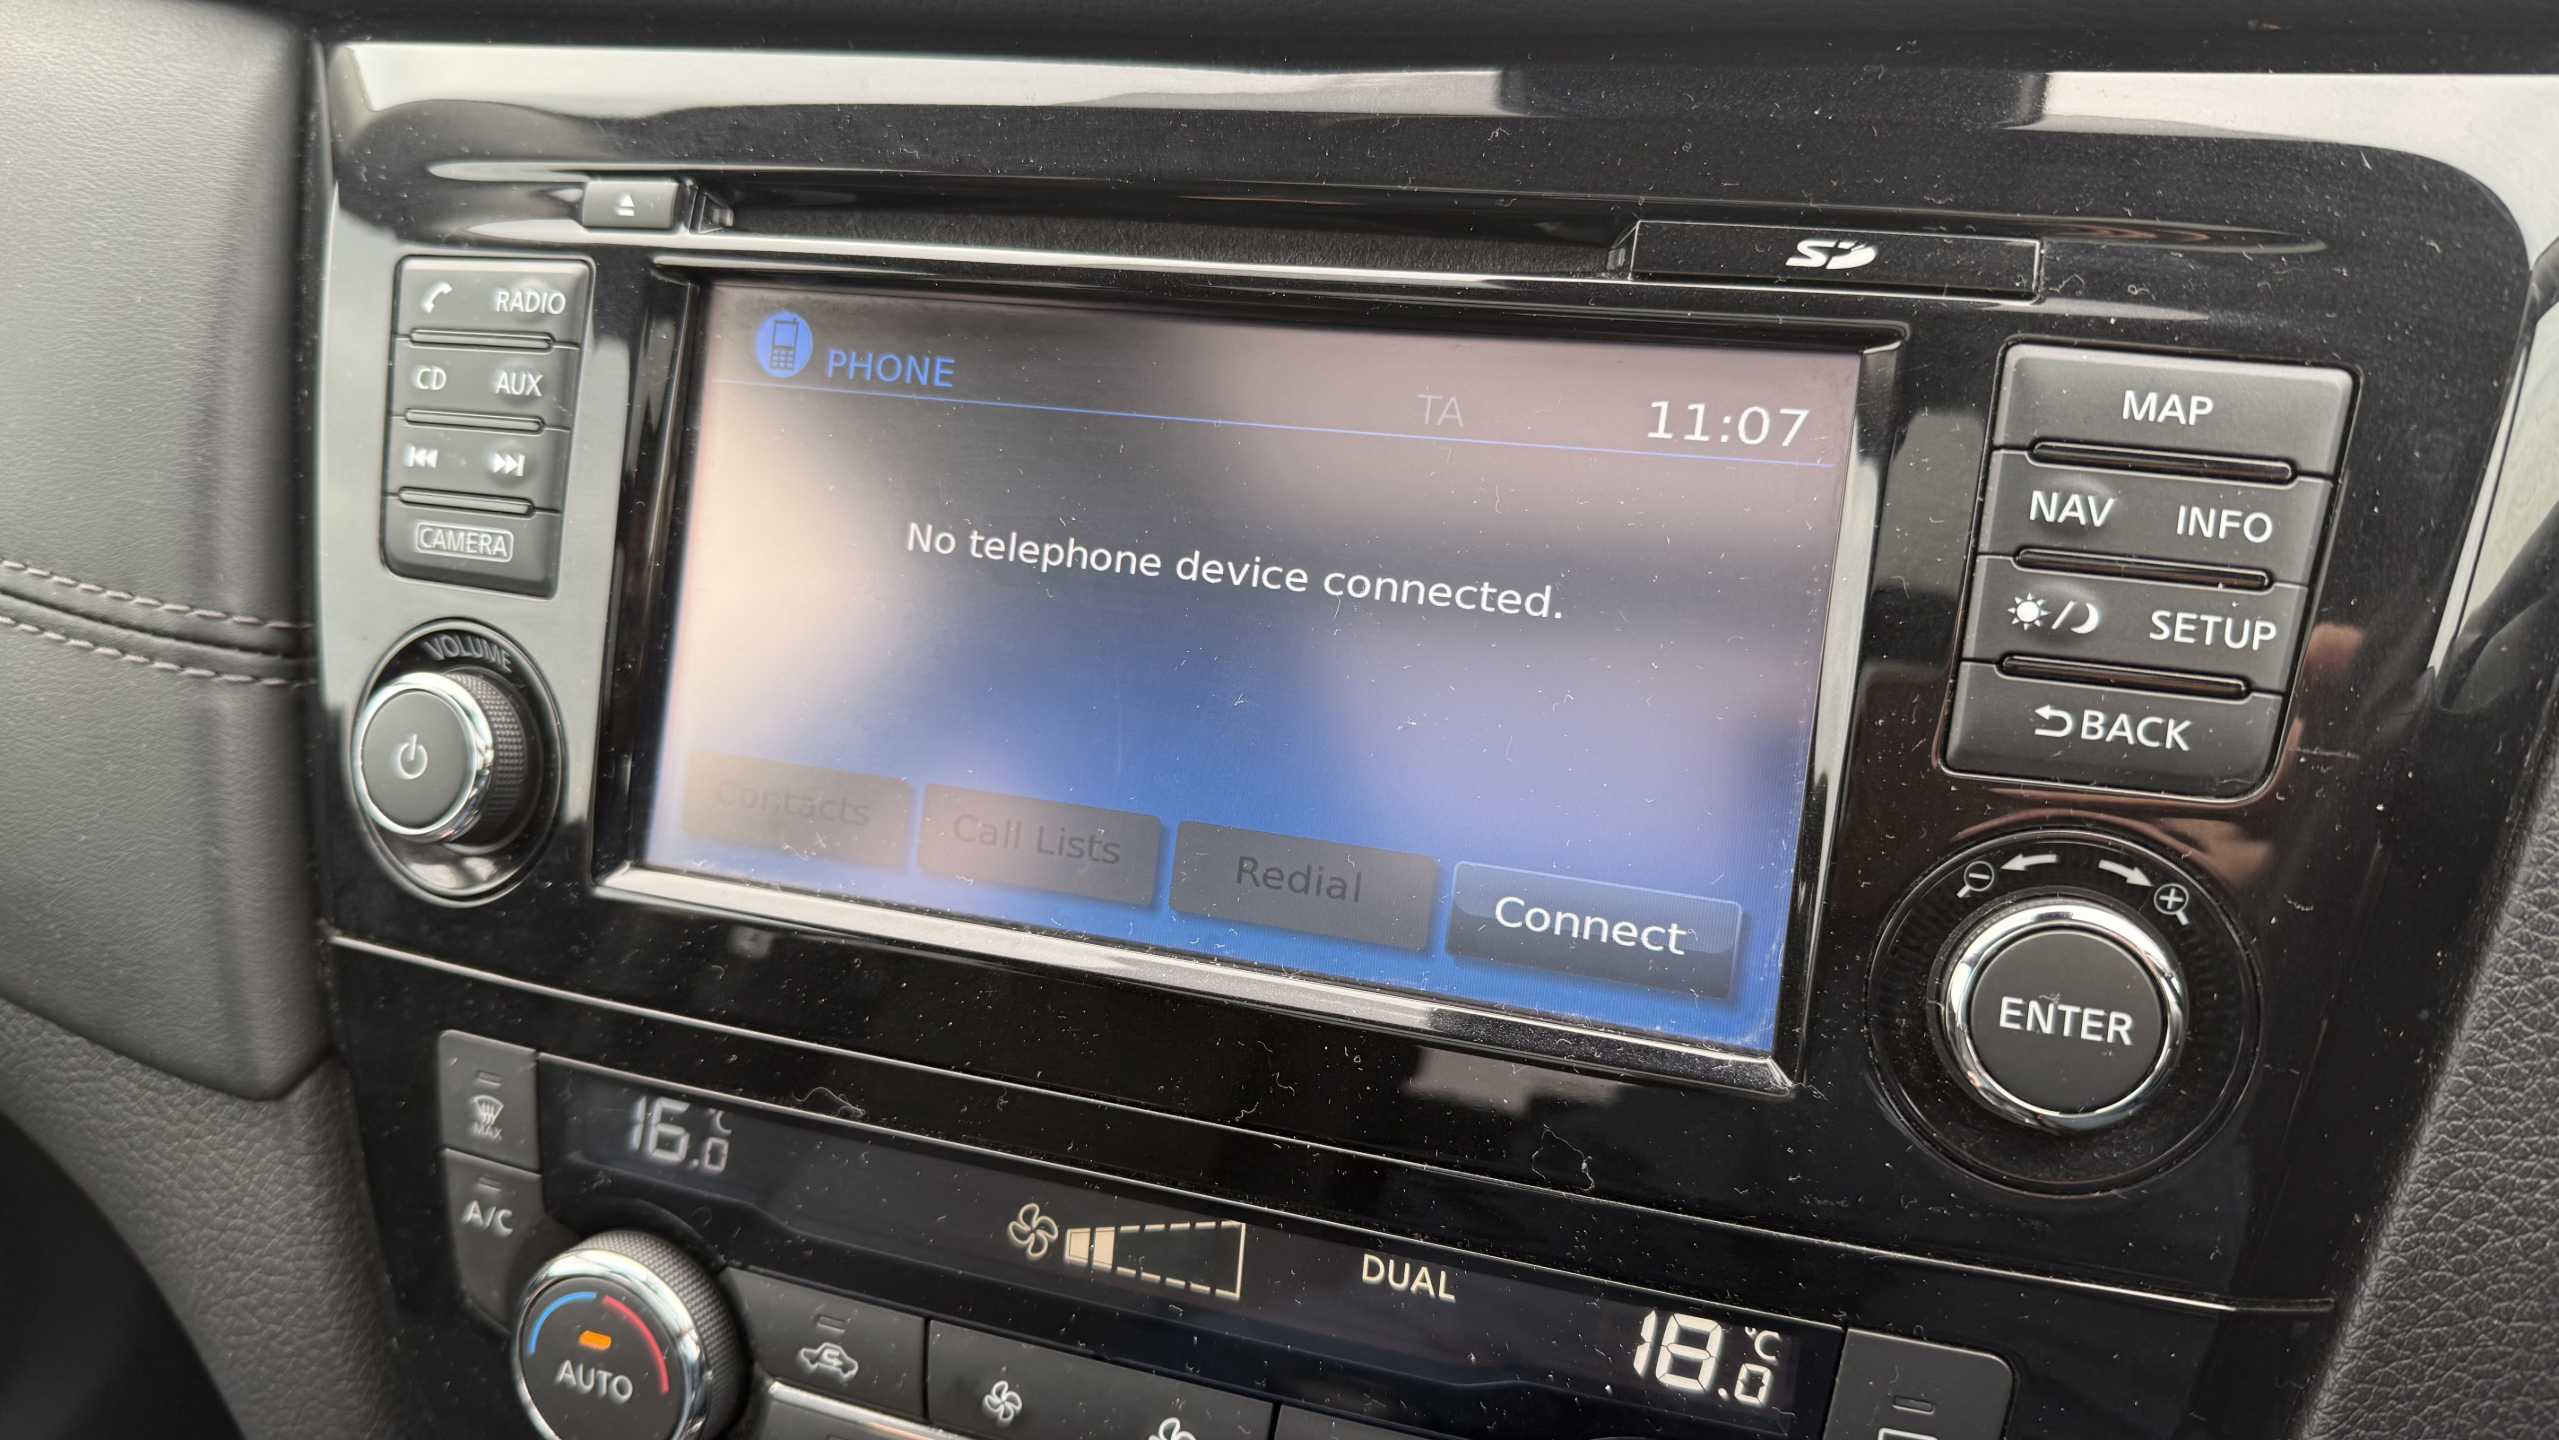 SD
RADIO
PHONE
TA
11:07
CD AUX
MAP
NAV INFO
No telephone device connected.
CAMERA
SETUP
VOLUME
BACK
Contacts
Call Lists
Redial
Connect
ENTER
MAX
16.0 °C
A/C
DUAL
18.0 °C
AUTO